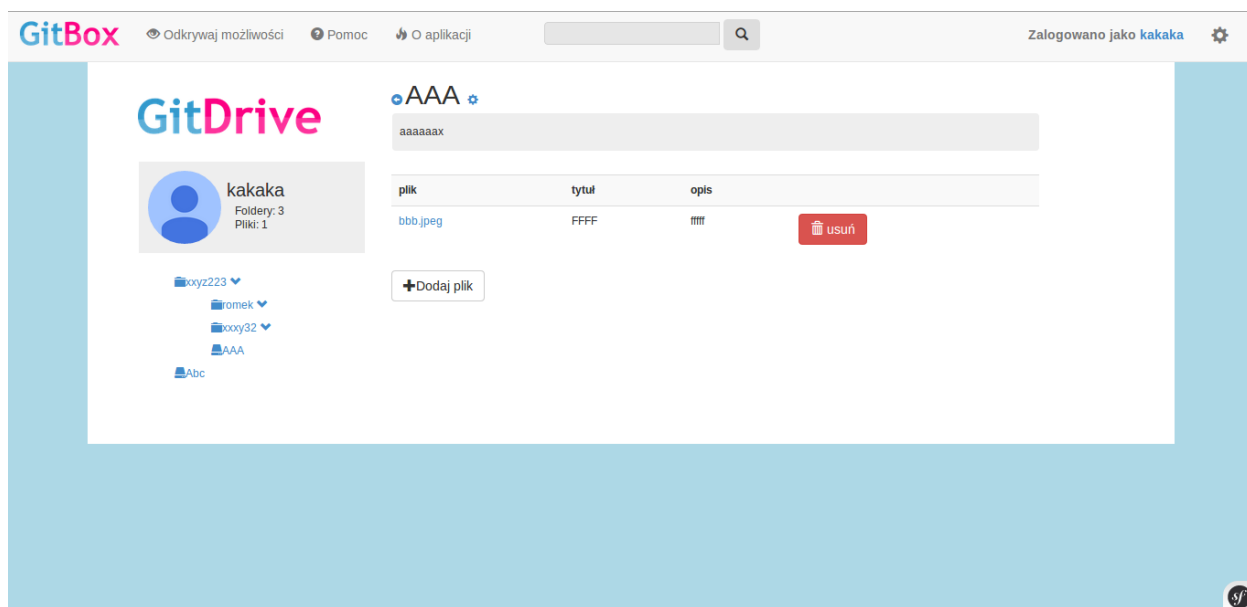 GitBox Odkrywaj możliwości Pomoc O aplikacji Zalogowano jako kakaka
GitDrive
AAA
aaaaaax
kakaka
Foldery: 3
Pliki: 1
plik tytuł opis
bbb.jpeg FFFF fffff usuń
xxyz223
romek
xxxy32
AAA
Abc
Dodaj plik
sf